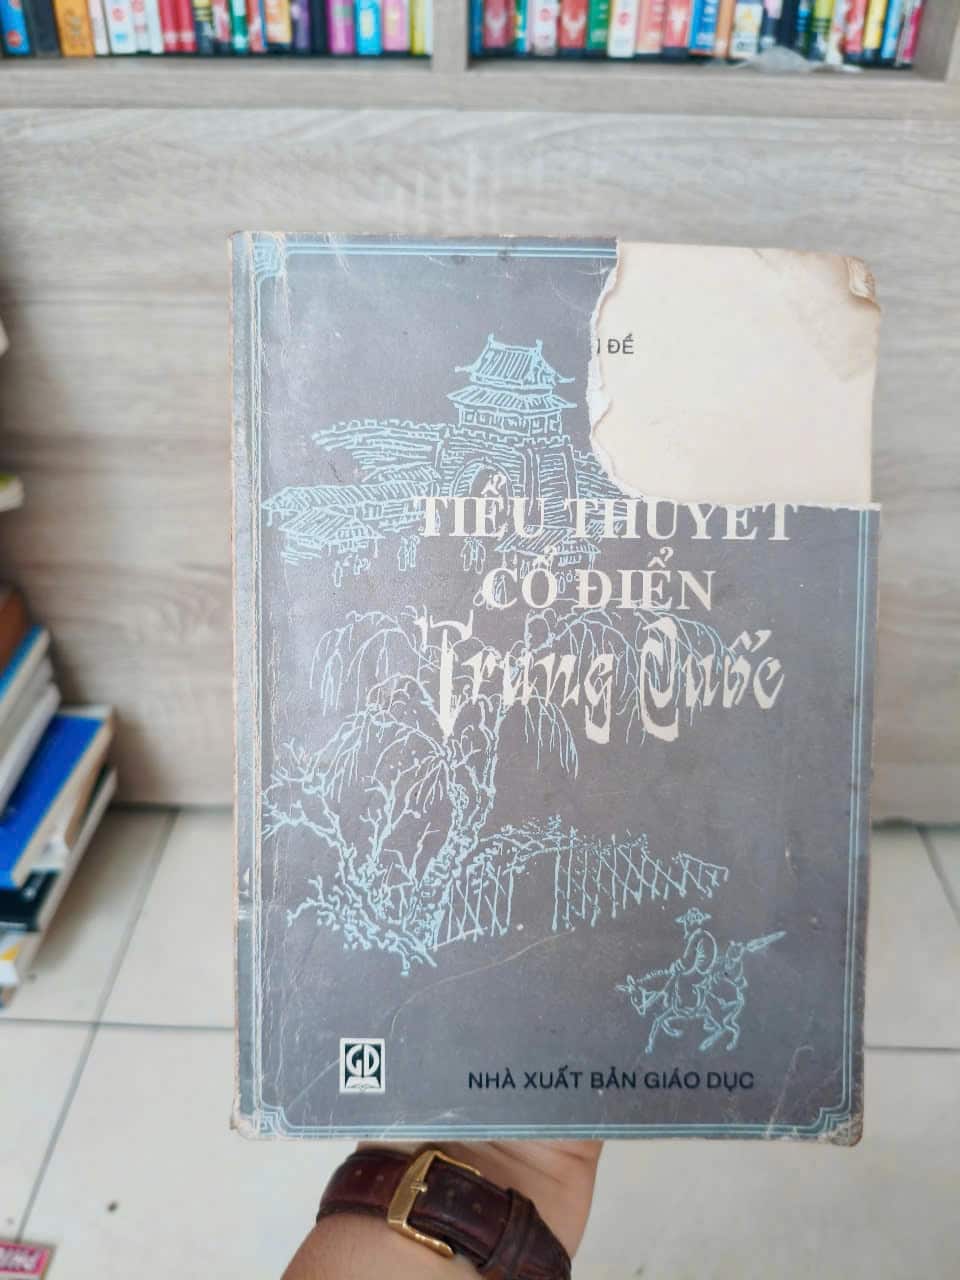 ĐỀ
TIỂU THUYẾT
CỔ ĐIỂN
Trung Quốc
GD
NHÀ XUẤT BẢN GIÁO DỤC